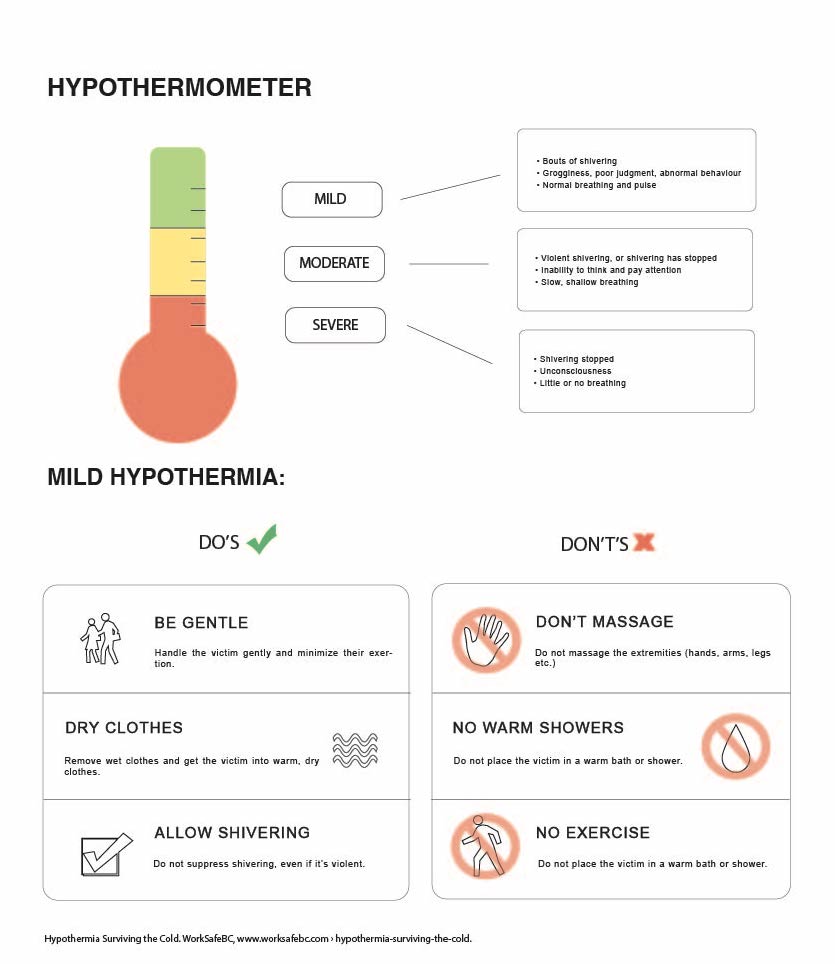 HYPOTHERMOMETER
MILD
• Bouts of shivering
• Grogginess, poor judgment, abnormal behaviour
• Normal breathing and pulse
MODERATE
• Violent shivering, or shivering has stopped
• Inability to think and pay attention
• Slow, shallow breathing
SEVERE
• Shivering stopped
• Unconsciousness
• Little or no breathing
MILD HYPOTHERMIA:
DO'S
BE GENTLE
Handle the victim gently and minimize their exer-
tion.
DRY CLOTHES
Remove wet clothes and get the victim into warm, dry
clothes.
ALLOW SHIVERING
Do not suppress shivering, even if it's violent.
DON'T'S
DON'T MASSAGE
Do not massage the extremities (hands, arms, legs
etc.)
NO WARM SHOWERS
Do not place the victim in a warm bath or shower.
NO EXERCISE
Do not place the victim in a warm bath or shower.
Hypothermia Surviving the Cold. WorkSafeBC, www.worksafebc.com › hypothermia-surviving-the-cold.